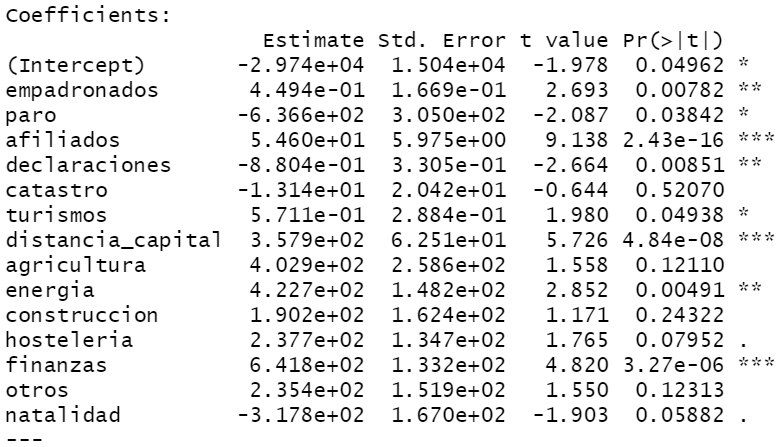 Coefficients:
Estimate Std. Error t value Pr(>|t|)
(Intercept) -2.974e+04 1.504e+04 -1.978 0.04962 *
empadronados 4.494e-01 1.669e-01 2.693 0.00782 **
paro -6.366e+02 3.050e+02 -2.087 0.03842 *
afiliados 5.460e+01 5.975e+00 9.138 2.43e-16 ***
declaraciones -8.804e-01 3.305e-01 -2.664 0.00851 **
catastro -1.314e+01 2.042e+01 -0.644 0.52070
turismos 5.711e-01 2.884e-01 1.980 0.04938 *
distancia_capital 3.579e+02 6.251e+01 5.726 4.84e-08 ***
agricultura 4.029e+02 2.586e+02 1.558 0.12110
energia 4.227e+02 1.482e+02 2.852 0.00491 **
construccion 1.902e+02 1.624e+02 1.171 0.24322
hosteleria 2.377e+02 1.347e+02 1.765 0.07952 .
finanzas 6.418e+02 1.332e+02 4.820 3.27e-06 ***
otros 2.354e+02 1.519e+02 1.550 0.12313
natalidad -3.178e+02 1.670e+02 -1.903 0.05882 .
---